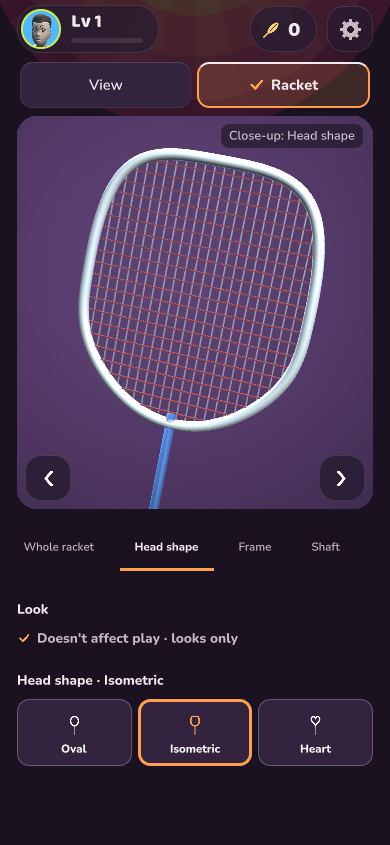 Lv 1
0
View
Racket
Close-up: Head shape
Whole racket
Head shape
Frame
Shaft
Look
Doesn't affect play · looks only
Head shape · Isometric
Oval
Isometric
Heart